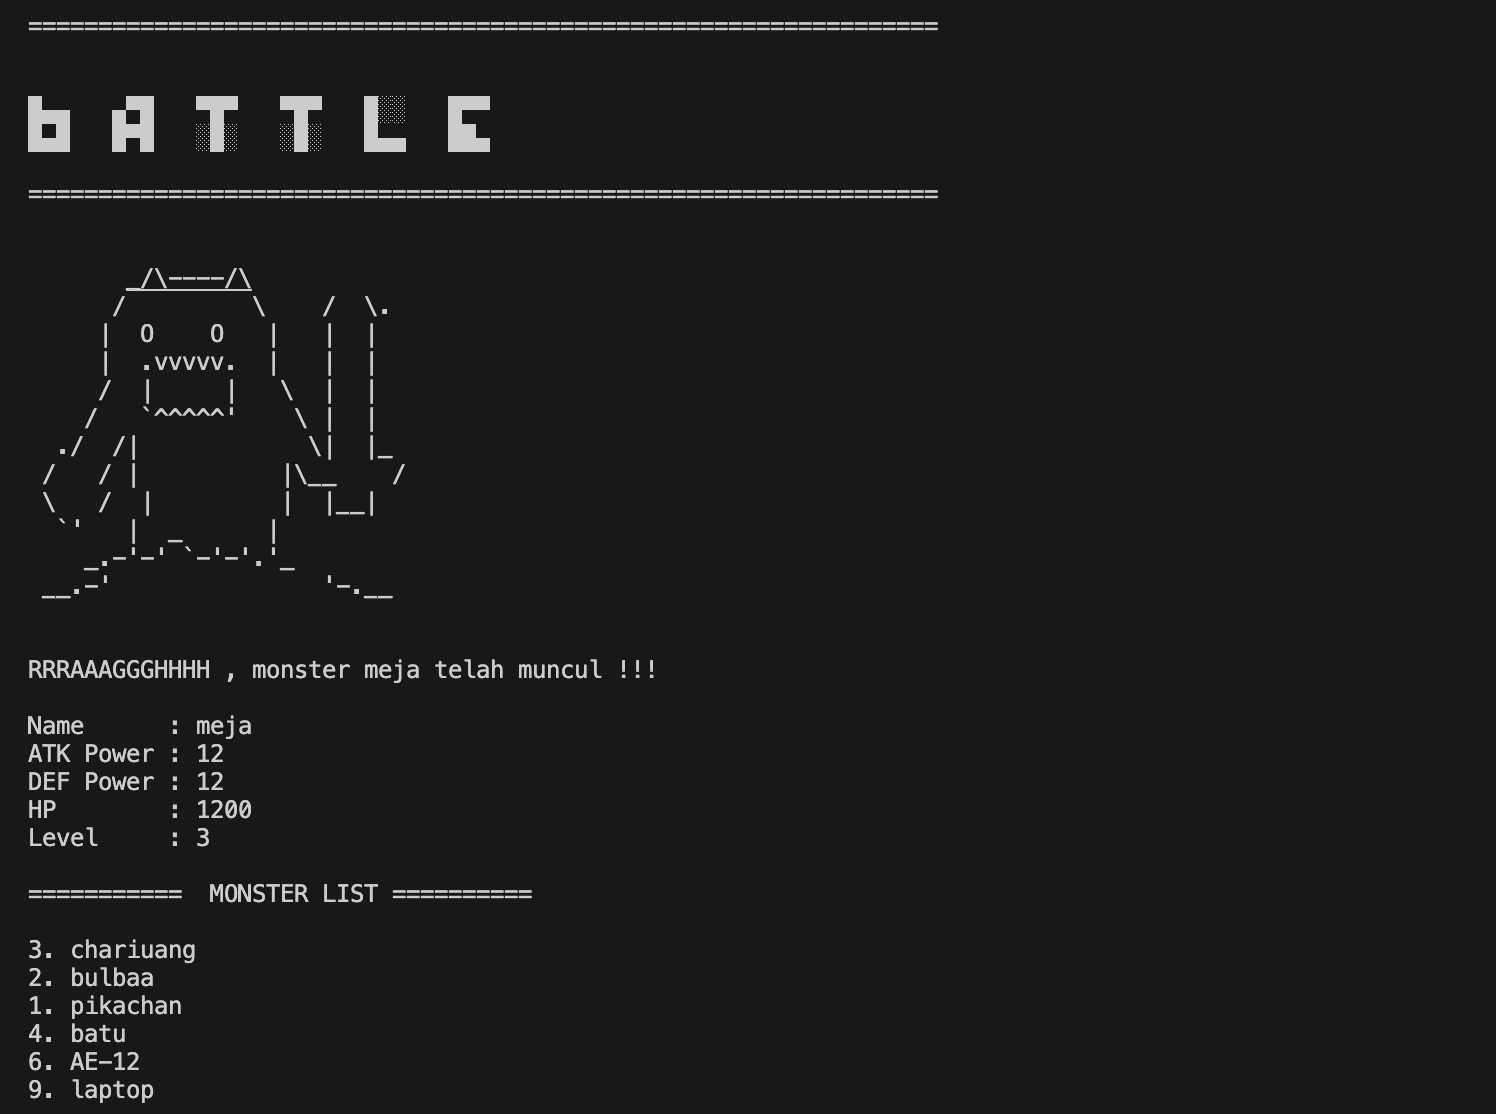 =================================================================
bATTLE
=================================================================
RRRAAAGGGHHHH , monster meja telah muncul !!!
Name      : meja
ATK Power : 12
DEF Power : 12
HP        : 1200
Level     : 3
===========  MONSTER LIST ==========
3. chariuang
2. bulbaa
1. pikachan
4. batu
6. AE-12
9. laptop